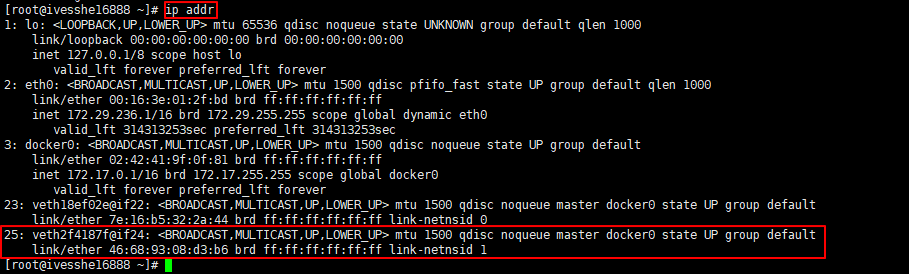 [root@ivesshe16888 ~]# ip addr
1: lo: <LOOPBACK,UP,LOWER_UP> mtu 65536 qdisc noqueue state UNKNOWN group default qlen 1000
    link/loopback 00:00:00:00:00:00 brd 00:00:00:00:00:00
    inet 127.0.0.1/8 scope host lo
       valid_lft forever preferred_lft forever
2: eth0: <BROADCAST,MULTICAST,UP,LOWER_UP> mtu 1500 qdisc pfifo_fast state UP group default qlen 1000
    link/ether 00:16:3e:01:2f:bd brd ff:ff:ff:ff:ff:ff
    inet 172.29.236.1/16 brd 172.29.255.255 scope global dynamic eth0
       valid_lft 314313253sec preferred_lft 314313253sec
3: docker0: <BROADCAST,MULTICAST,UP,LOWER_UP> mtu 1500 qdisc noqueue state UP group default
    link/ether 02:42:41:9f:0f:81 brd ff:ff:ff:ff:ff:ff
    inet 172.17.0.1/16 brd 172.17.255.255 scope global docker0
       valid_lft forever preferred_lft forever
23: veth18ef02e@if22: <BROADCAST,MULTICAST,UP,LOWER_UP> mtu 1500 qdisc noqueue master docker0 state UP group default
    link/ether 7e:16:b5:32:2a:44 brd ff:ff:ff:ff:ff:ff link-netnsid 0
25: veth2f4187f@if24: <BROADCAST,MULTICAST,UP,LOWER_UP> mtu 1500 qdisc noqueue master docker0 state UP group default
    link/ether 46:68:93:08:d3:b6 brd ff:ff:ff:ff:ff:ff link-netnsid 1
[root@ivesshe16888 ~]#